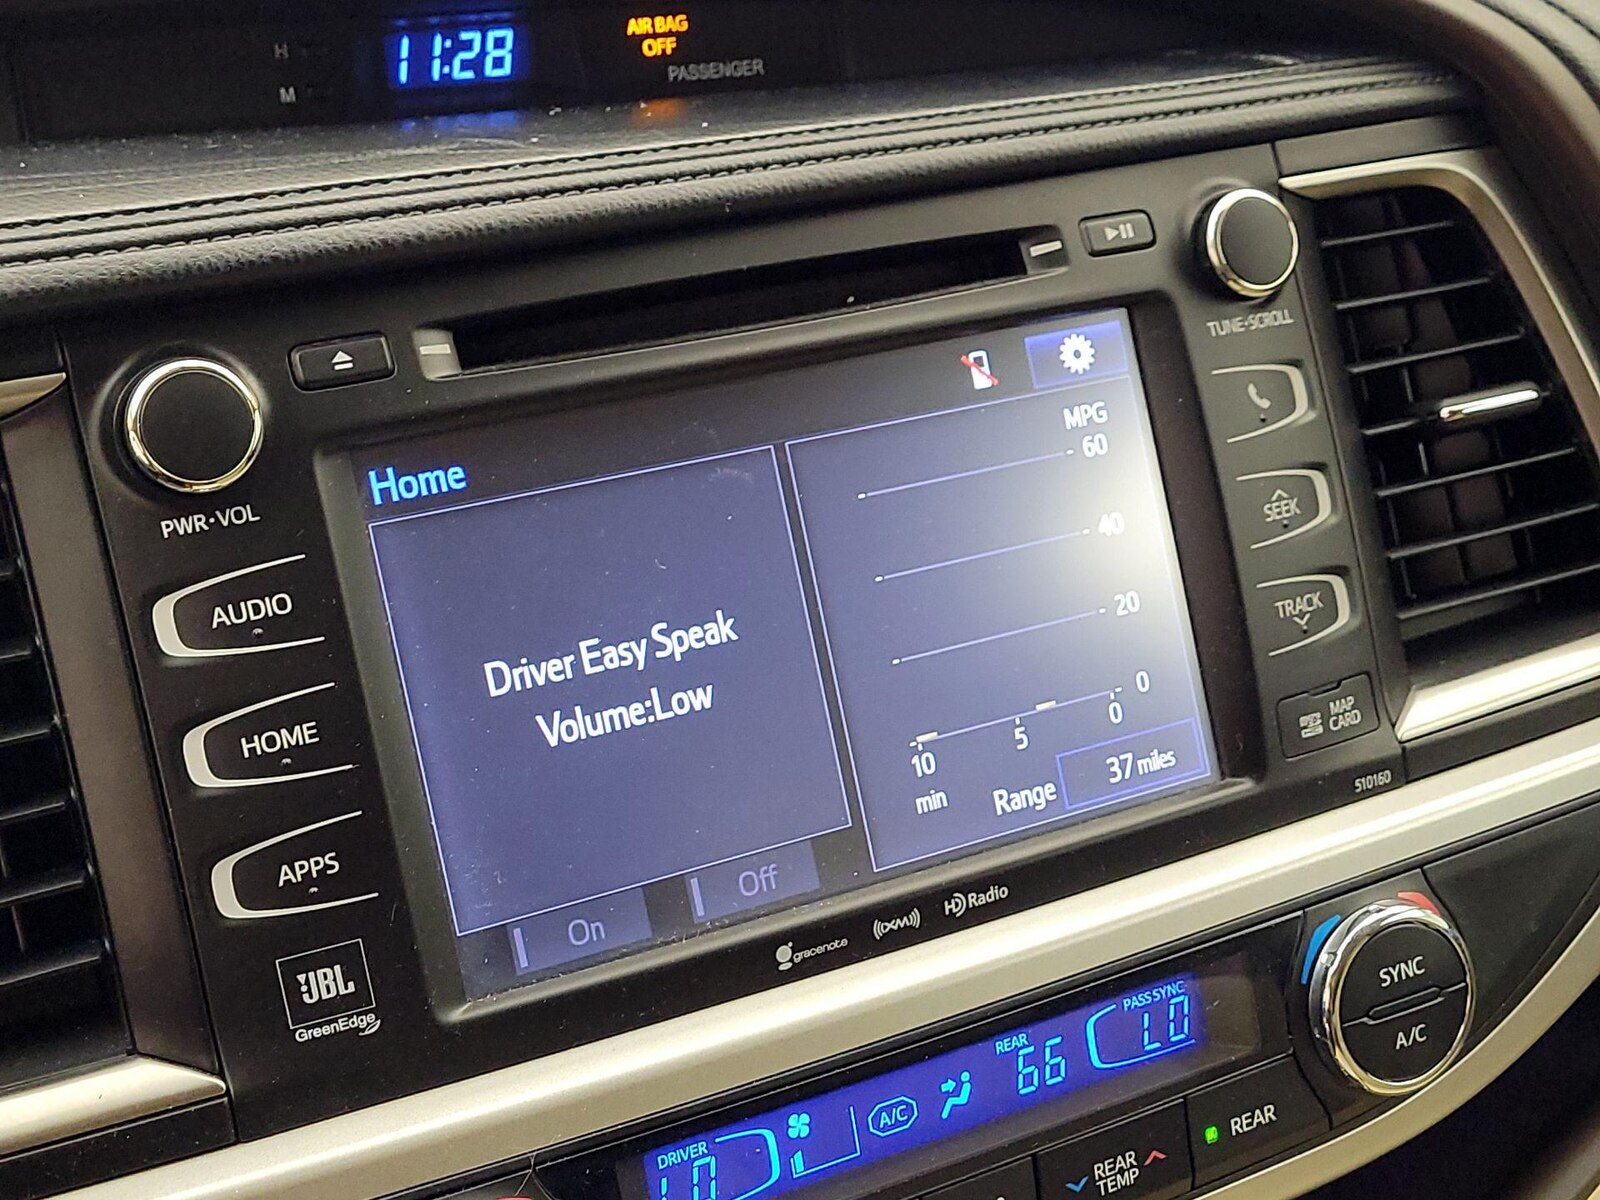 H
M
11:28
AIR BAG
OFF
PASSENGER
TUNE•SCROLL
PWR•VOL
AUDIO
HOME
APPS
JBL
GreenEdge
Home
Driver Easy Speak
Volume:Low
On
Off
MPG
60
40
20
0
10
5
0
min
Range
37 miles
SEEK
TRACK
MAP
CARD
510160
gracenote
((XM))
HD Radio
SYNC
A/C
DRIVER
LO
A/C
REAR
66
PASS SYNC
LO
REAR
TEMP
REAR